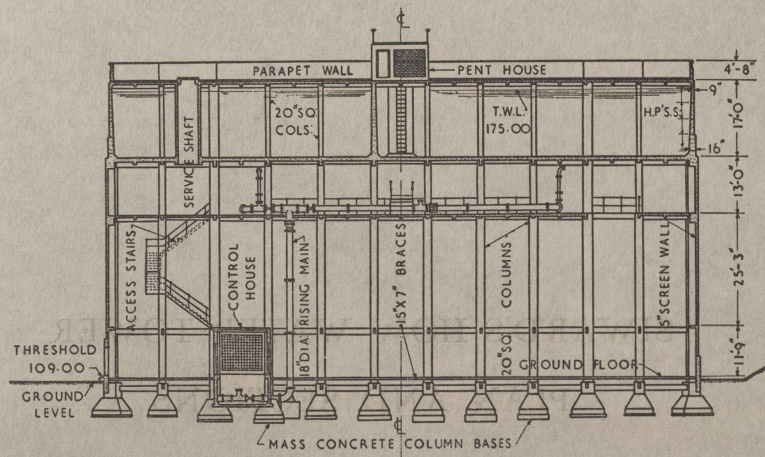 ℄
PARAPET WALL
PENT HOUSE
4'-8"
9"
20" SQ.
COLS.
T.W.L.
175.00
H.P'S.S.
17'-0"
16"
SERVICE SHAFT
13'-0"
ACCESS STAIRS
CONTROL
HOUSE
18" DIA. RISING MAIN
15"X 7" BRACES
20" SQ. COLUMNS
5" SCREEN WALL
25'-3"
THRESHOLD
109.00
GROUND FLOOR
11'-9"
GROUND
LEVEL
℄
MASS CONCRETE COLUMN BASES